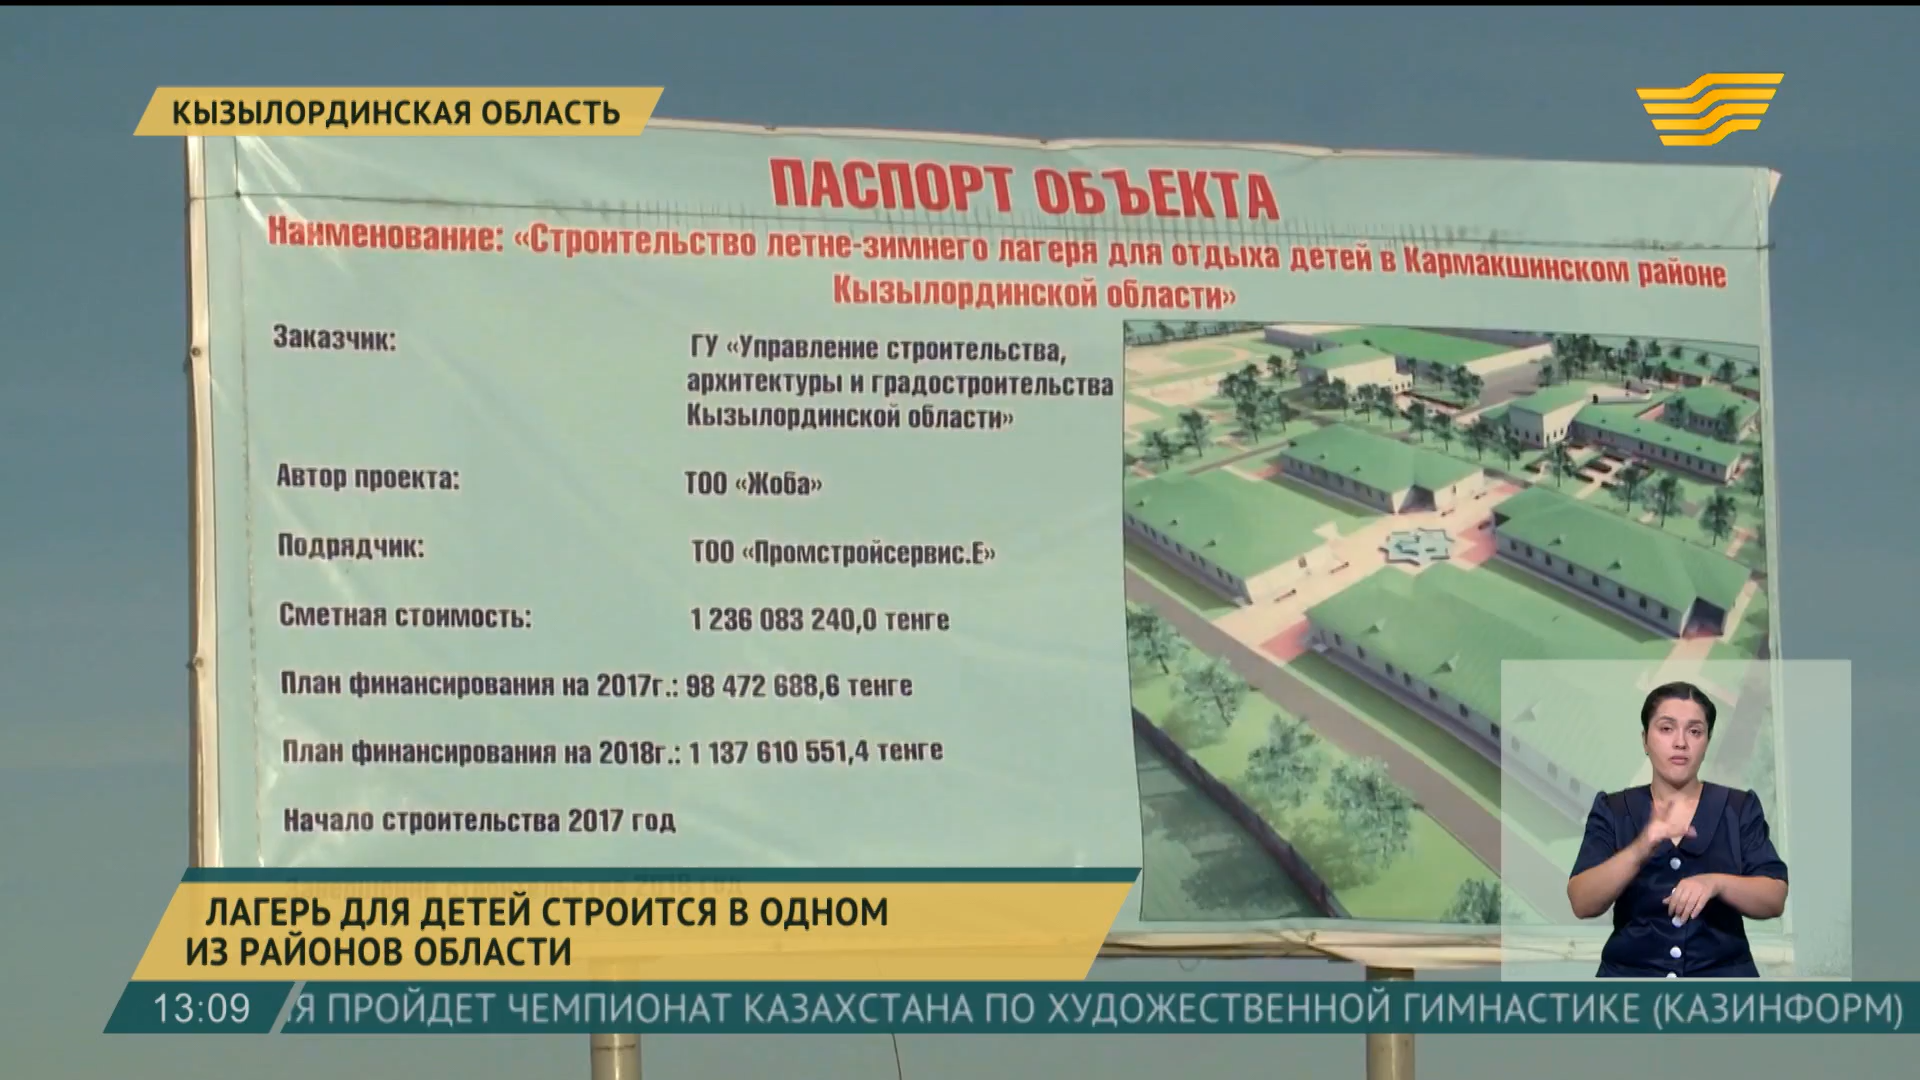 КЫЗЫЛОРДИНСКАЯ ОБЛАСТЬ
ПАСПОРТ ОБЪЕКТА
Наименование: «Строительство летне-зимнего лагеря для отдыха детей в Кармакшинском районе
Кызылординской области»
Заказчик: ГУ «Управление строительства,
архитектуры и градостроительства
Кызылординской области»
Автор проекта: ТОО «Жоба»
Подрядчик: ТОО «Промстройсервис.Е»
Сметная стоимость: 1 236 083 240,0 тенге
План финансирования на 2017г.: 98 472 688,6 тенге
План финансирования на 2018г.: 1 137 610 551,4 тенге
Начало строительства 2017 год
ЛАГЕРЬ ДЛЯ ДЕТЕЙ СТРОИТСЯ В ОДНОМ
ИЗ РАЙОНОВ ОБЛАСТИ
13:09 Я ПРОЙДЕТ ЧЕМПИОНАТ КАЗАХСТАНА ПО ХУДОЖЕСТВЕННОЙ ГИМНАСТИКЕ (КАЗИНФОРМ)